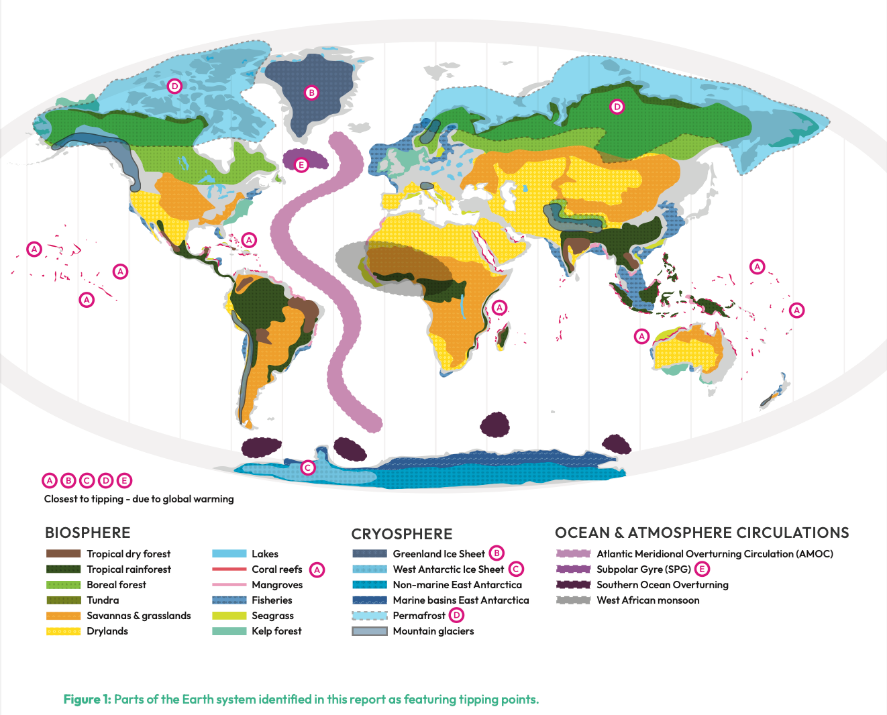 D
B
D
E
A
A
A
A
A
A
A
A
C
A B C D E
Closest to tipping - due to global warming
BIOSPHERE
Tropical dry forest
Tropical rainforest
Boreal forest
Tundra
Savannas & grasslands
Drylands
Lakes
Coral reefs A
Mangroves
Fisheries
Seagrass
Kelp forest
CRYOSPHERE
Greenland Ice Sheet B
West Antarctic Ice Sheet C
Non-marine East Antarctica
Marine basins East Antarctica
Permafrost D
Mountain glaciers
OCEAN & ATMOSPHERE CIRCULATIONS
Atlantic Meridional Overturning Circulation (AMOC)
Subpolar Gyre (SPG) E
Southern Ocean Overturning
West African monsoon
Figure 1: Parts of the Earth system identified in this report as featuring tipping points.